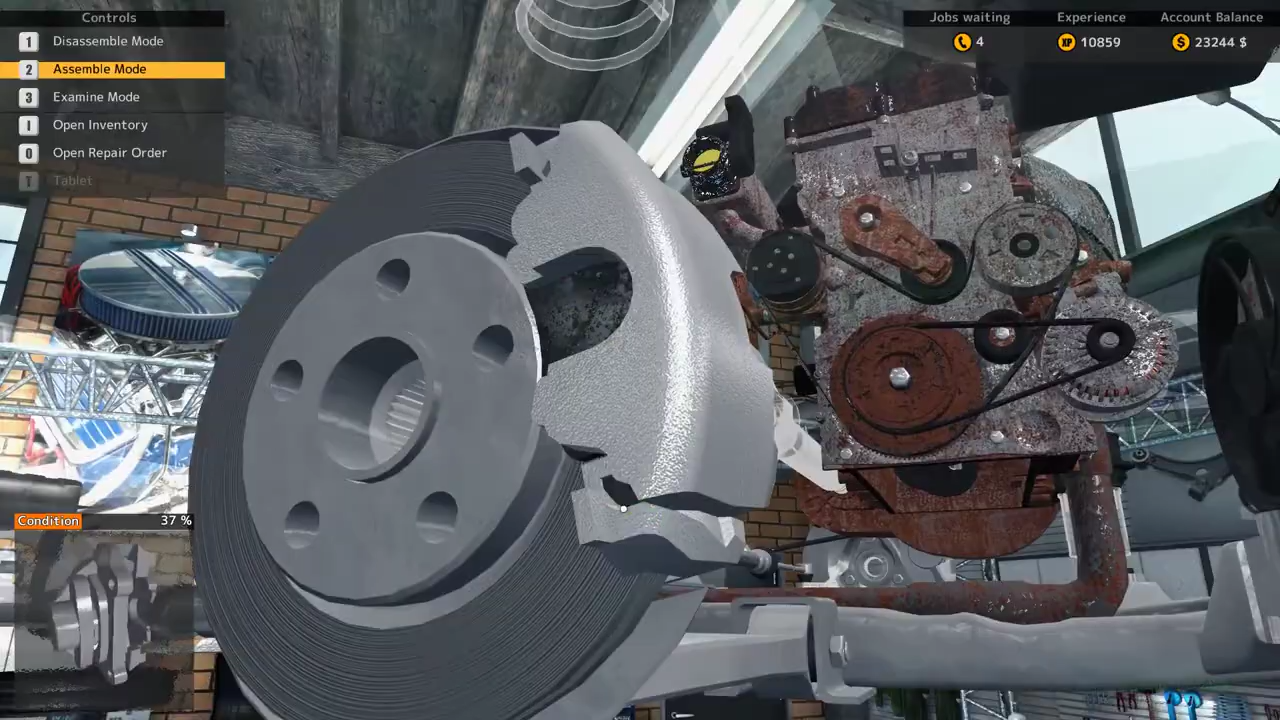 Controls
1 Disassemble Mode
2 Assemble Mode
3 Examine Mode
I Open Inventory
O Open Repair Order
T Tablet
Jobs waiting Experience Account Balance
4 XP 10859 $ 23244 $
Condition 37 %